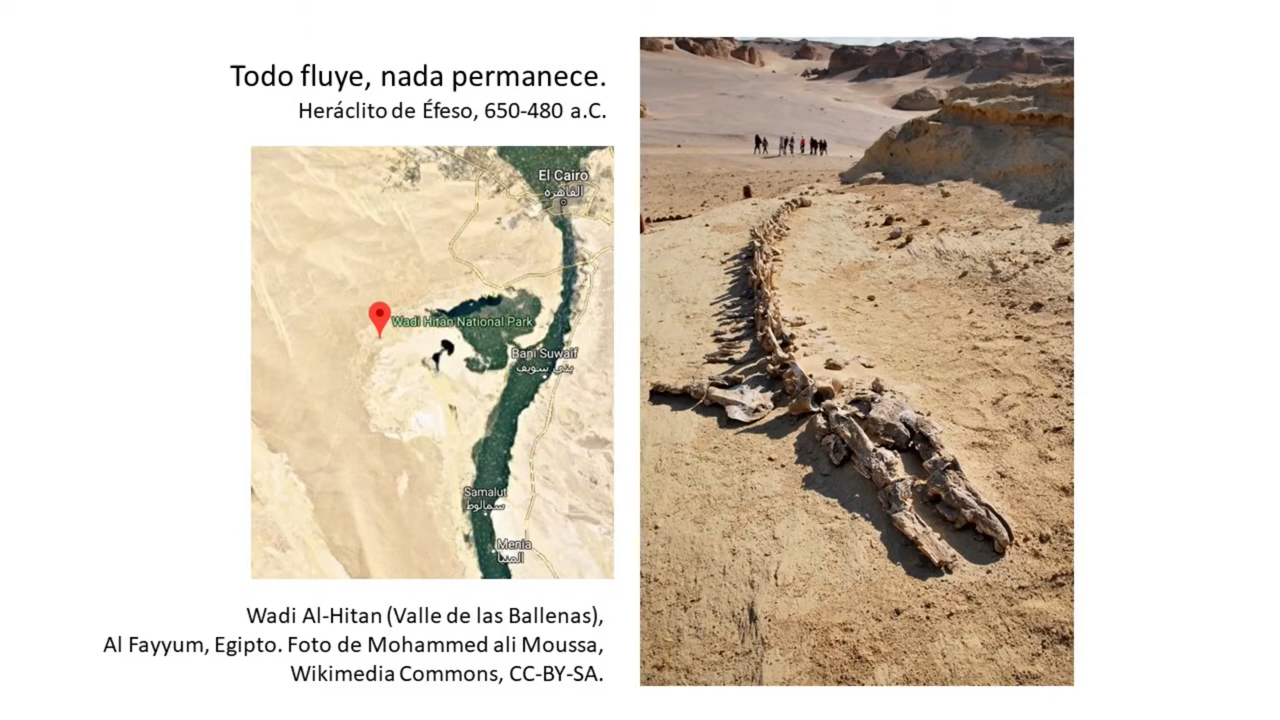 Todo fluye, nada permanece.
Heráclito de Éfeso, 650-480 a.C.
El Cairo
القاهرة
Wadi Hitan National Park
Bani Suwaif
بني سويف
Samalut
سمالوط
Menia
المنيا
Wadi Al-Hitan (Valle de las Ballenas),
Al Fayyum, Egipto. Foto de Mohammed ali Moussa,
Wikimedia Commons, CC-BY-SA.